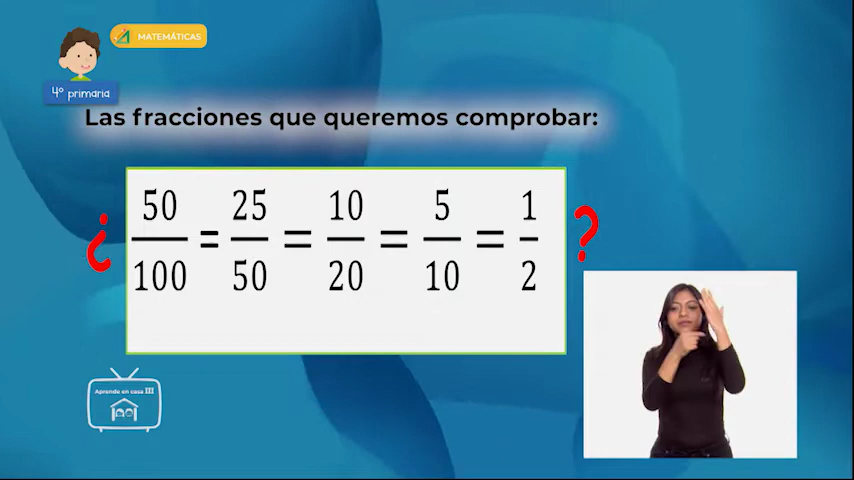 MATEMÁTICAS
4º primaria
Las fracciones que queremos comprobar:
¿ 50/100 = 25/50 = 10/20 = 5/10 = 1/2 ?
Aprende en casa III